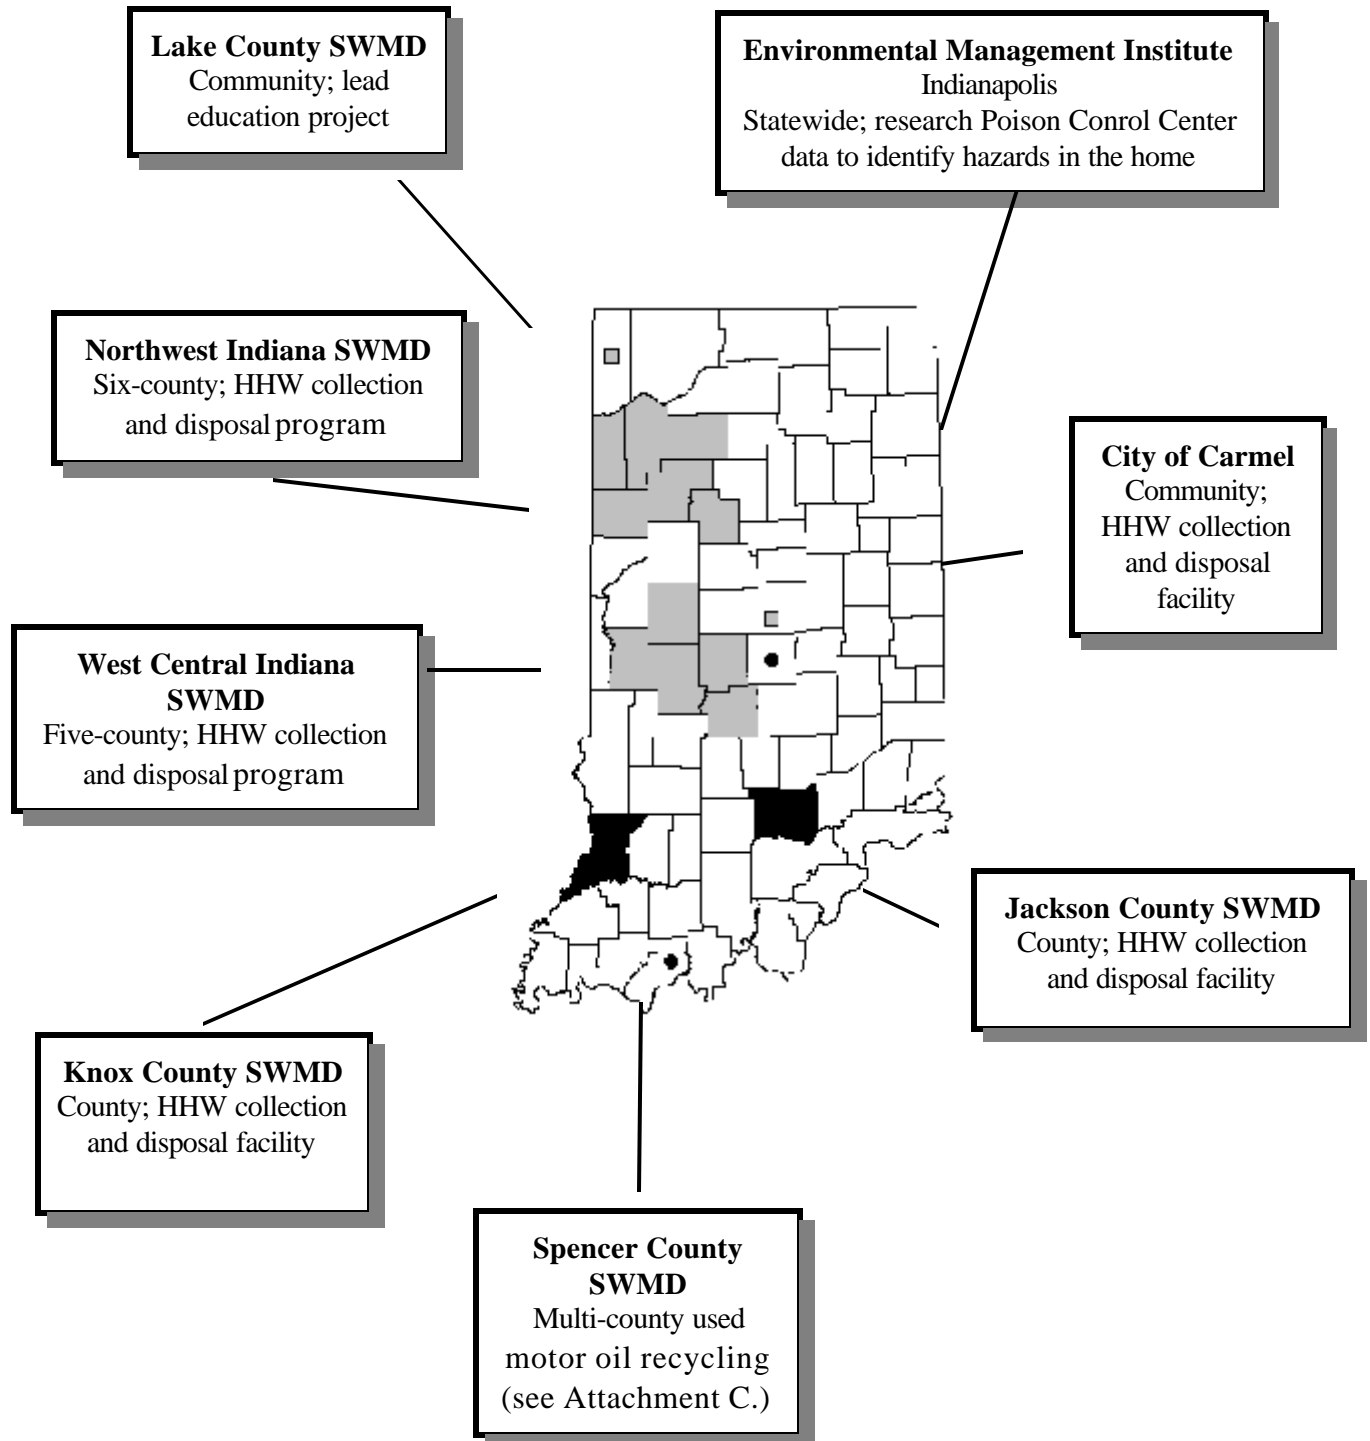 Lake County SWMD
Community; lead
education project
Environmental Management Institute
Indianapolis
Statewide; research Poison Conrol Center
data to identify hazards in the home
Northwest Indiana SWMD
Six-county; HHW collection
and disposal program
City of Carmel
Community;
HHW collection
and disposal
facility
West Central Indiana
SWMD
Five-county; HHW collection
and disposal program
Jackson County SWMD
County; HHW collection
and disposal facility
Knox County SWMD
County; HHW collection
and disposal facility
Spencer County
SWMD
Multi-county used
motor oil recycling
(see Attachment C.)